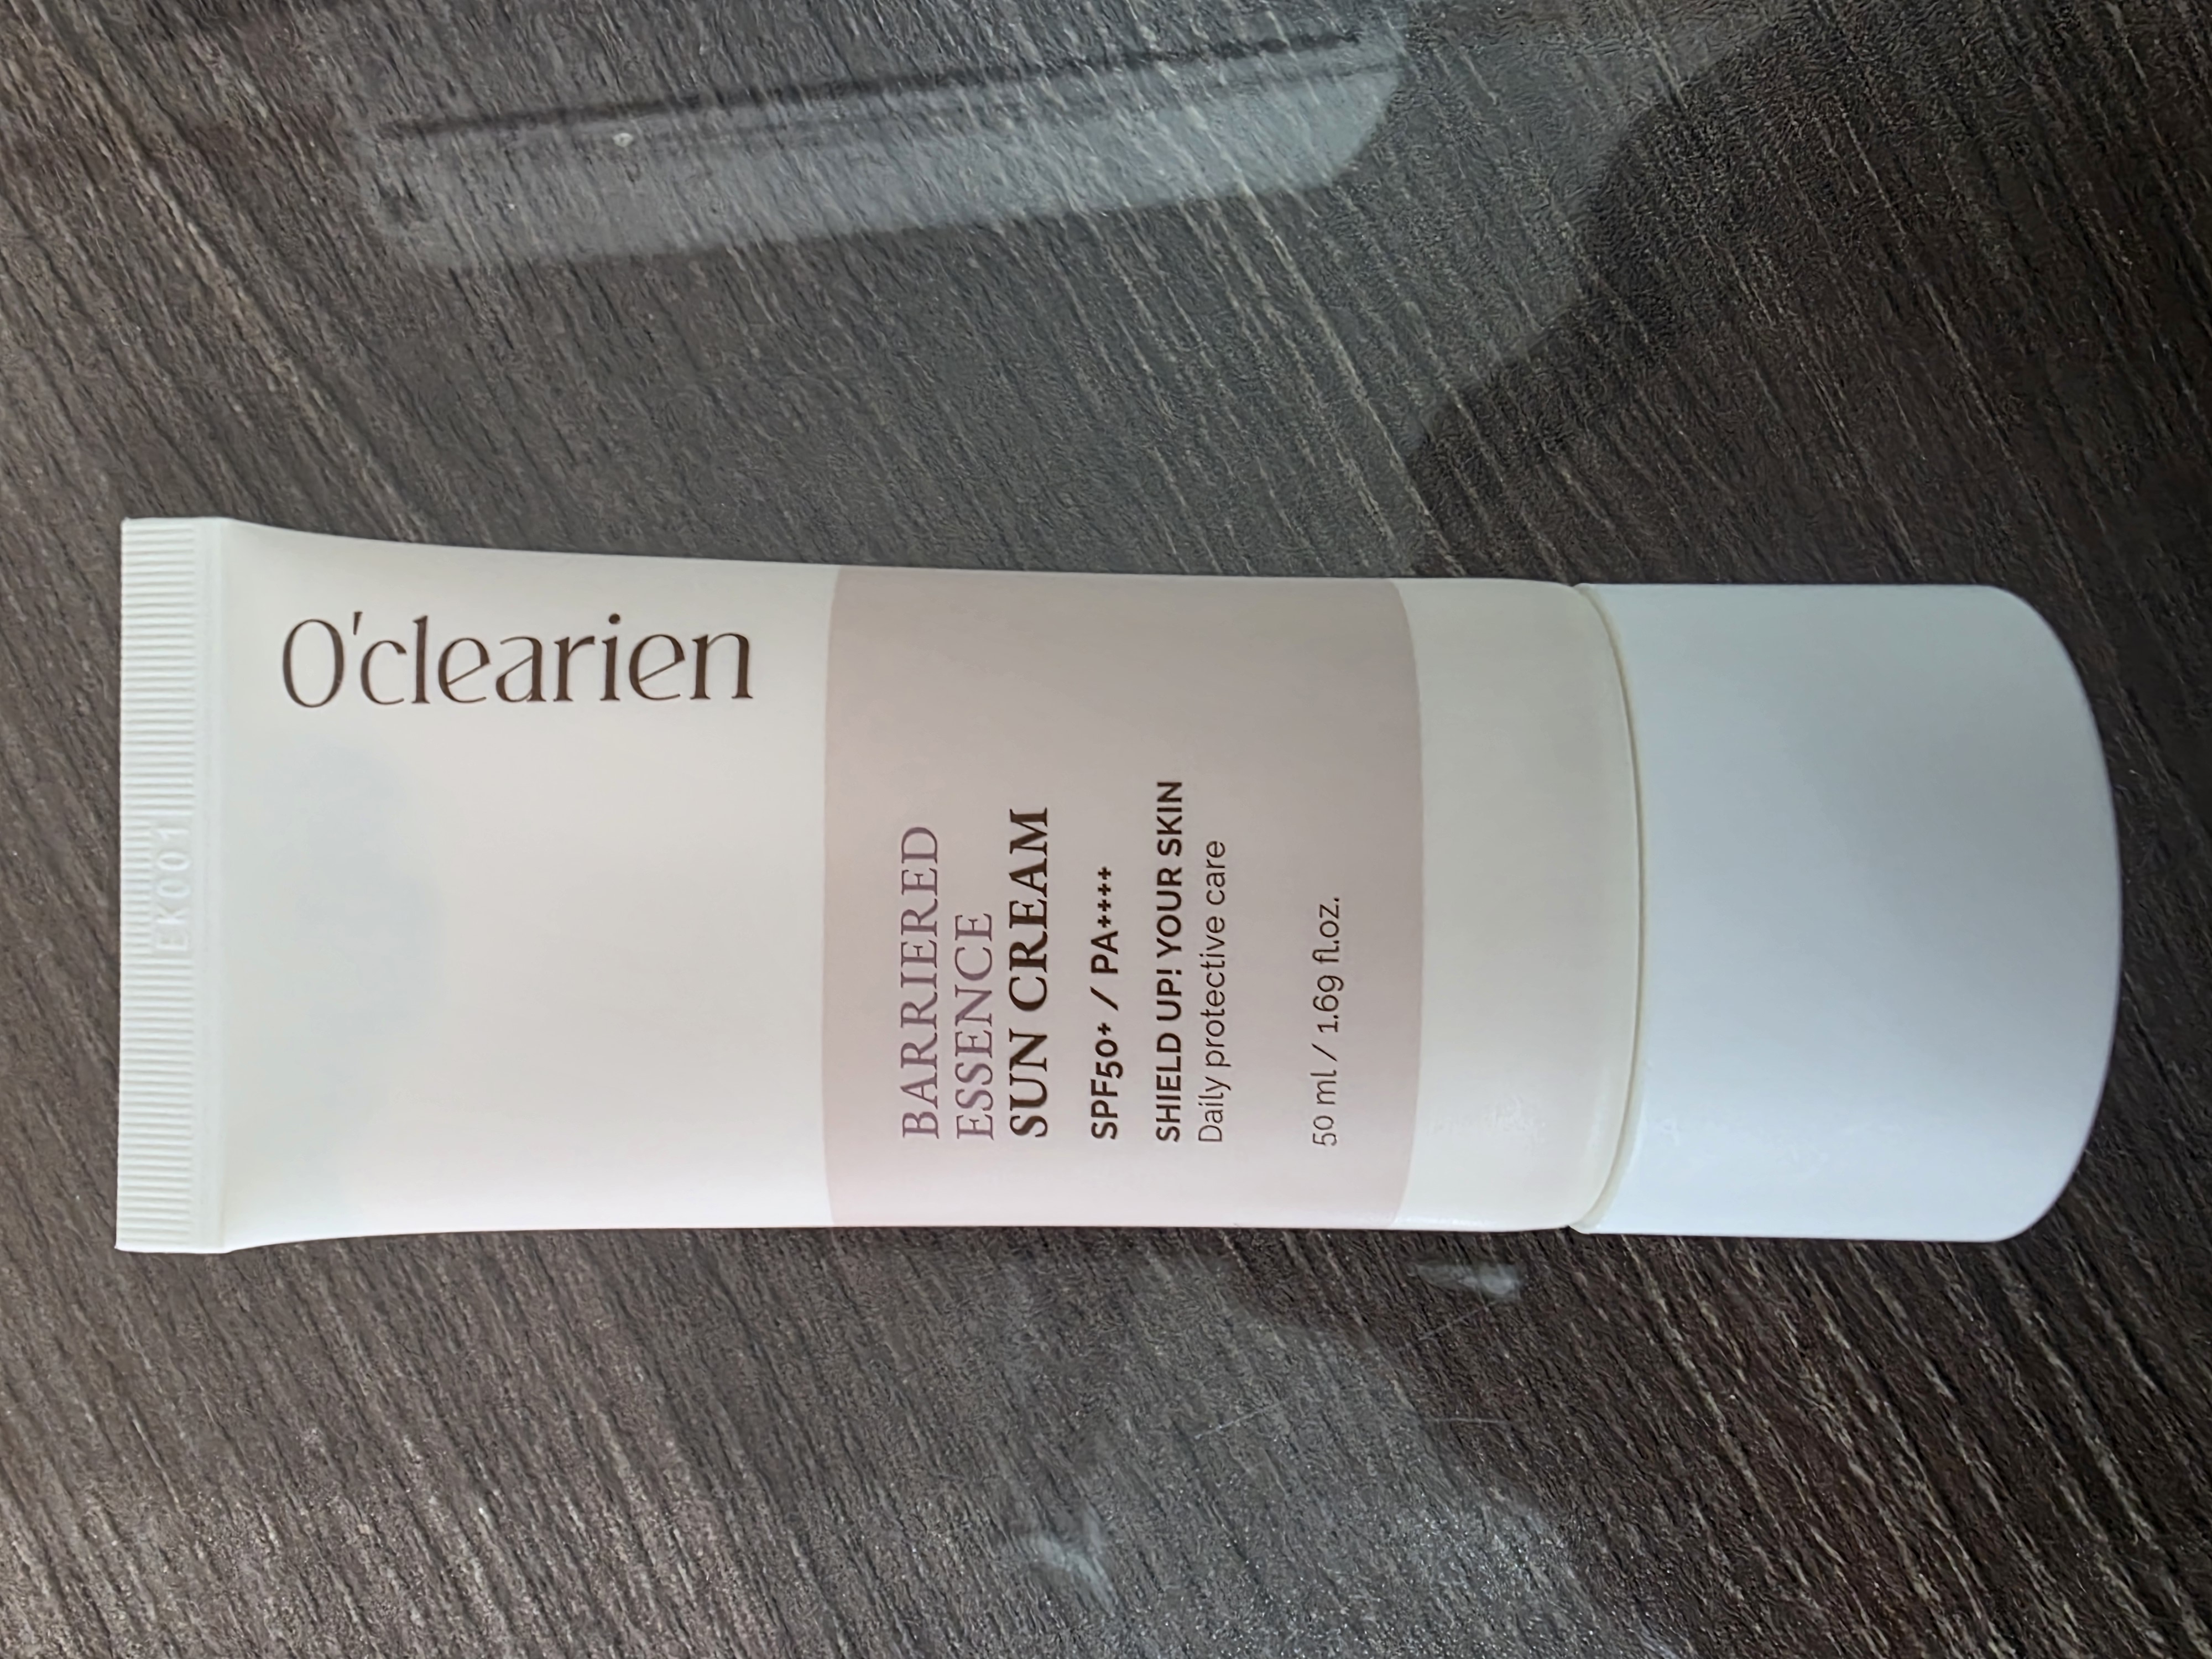 EK001
O'clearien
BARRIERED
ESSENCE
SUN CREAM
SPF50+ / PA++++
SHIELD UP! YOUR SKIN
Daily protective care
50 ml / 1.69 fl.oz.